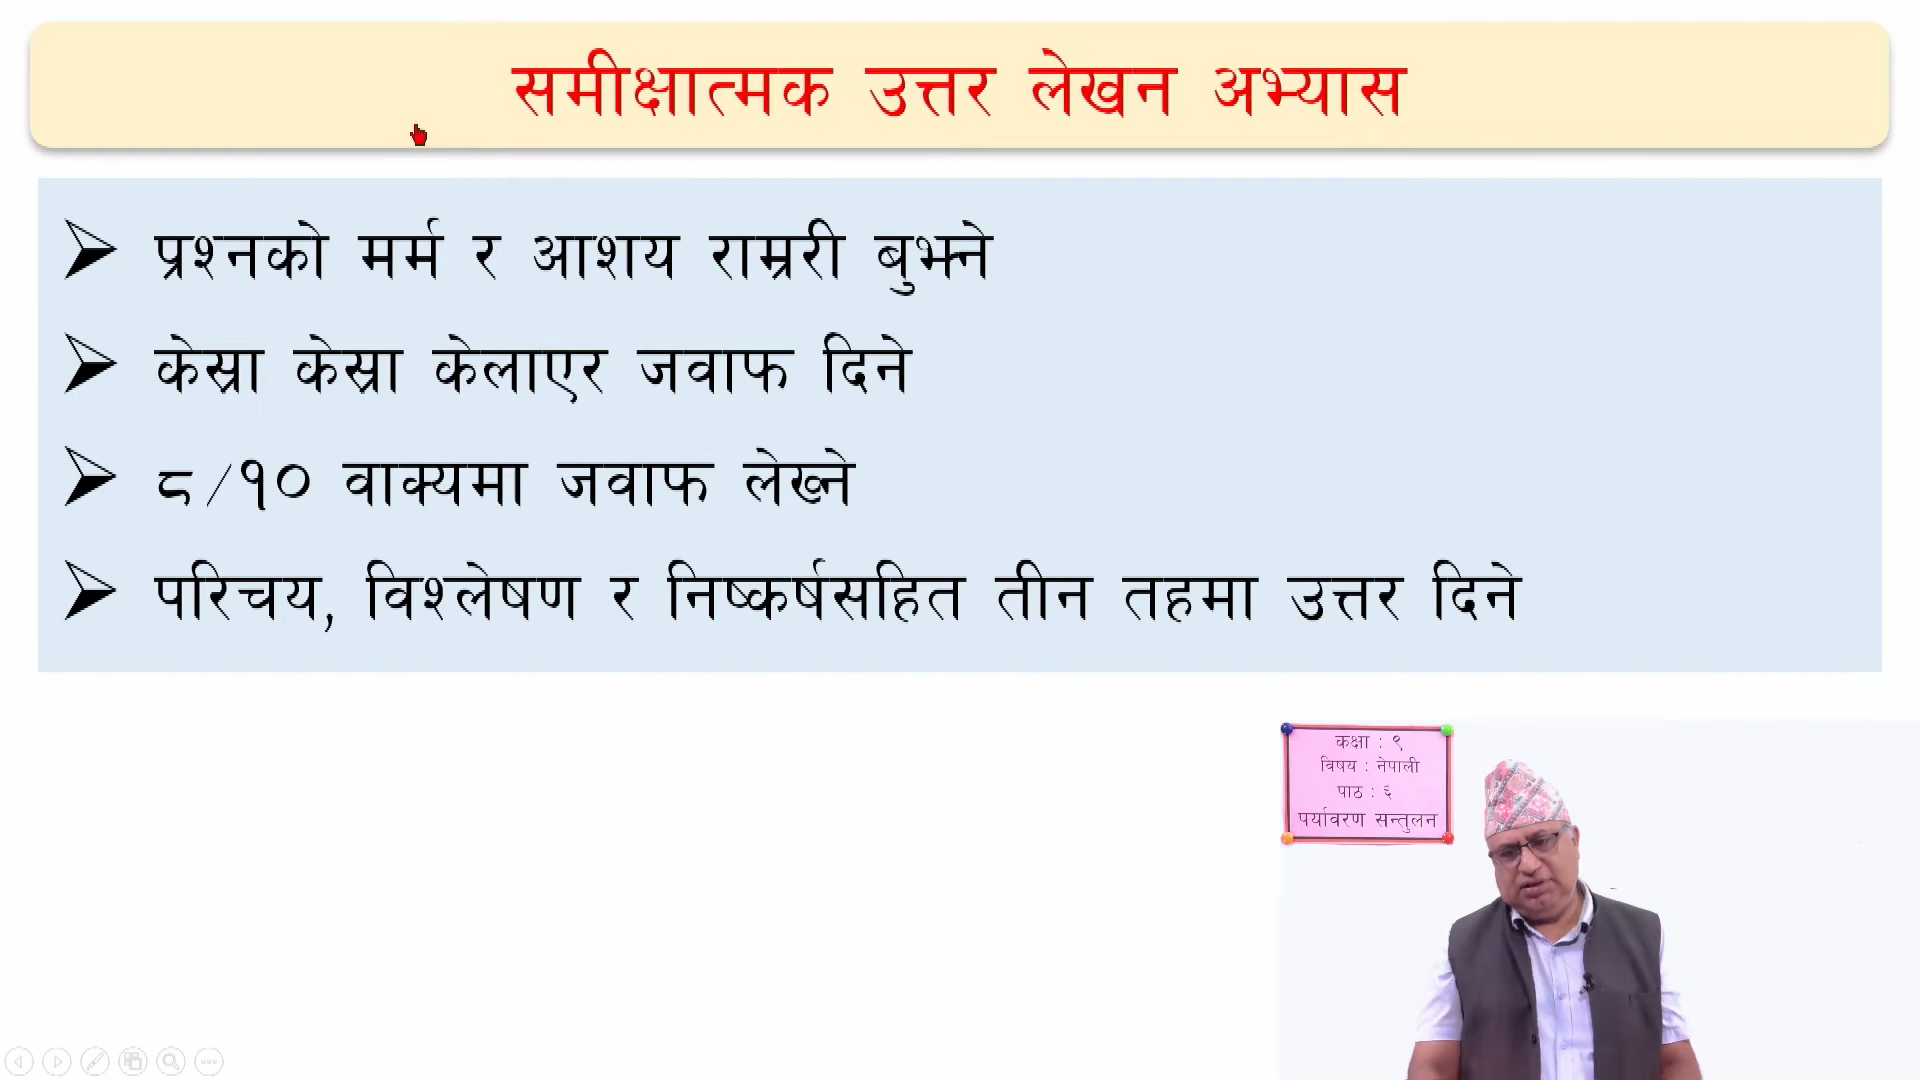 समीक्षात्मक उत्तर लेखन अभ्यास
प्रश्नको मर्म र आशय राम्ररी बुझ्ने
केस्रा केस्रा केलाएर जवाफ दिने
८/१० वाक्यमा जवाफ लेख्ने
परिचय, विश्लेषण र निष्कर्षसहित तीन तहमा उत्तर दिने
कक्षा : ९
विषय : नेपाली
पाठ : ६
पर्यावरण सन्तुलन